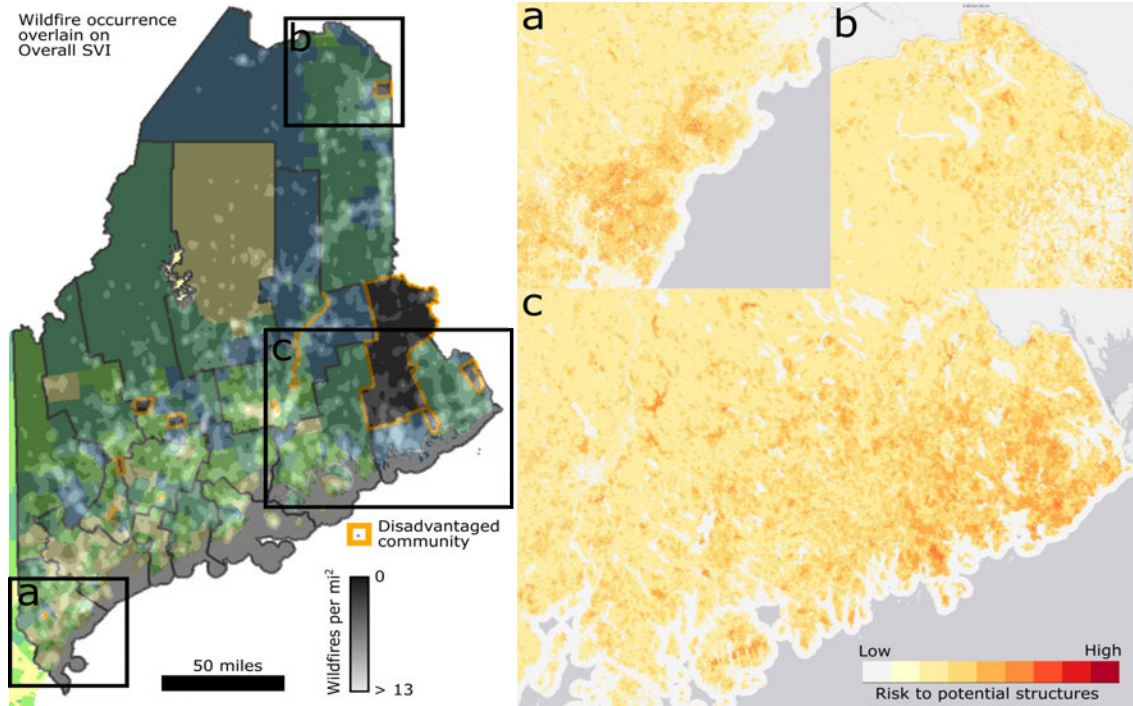 Wildfire occurrence
overlain on
Overall SVI
b
c
a
Disadvantaged
community
Wildfires per mi²
0
> 13
50 miles
a
b
c
Low
High
Risk to potential structures